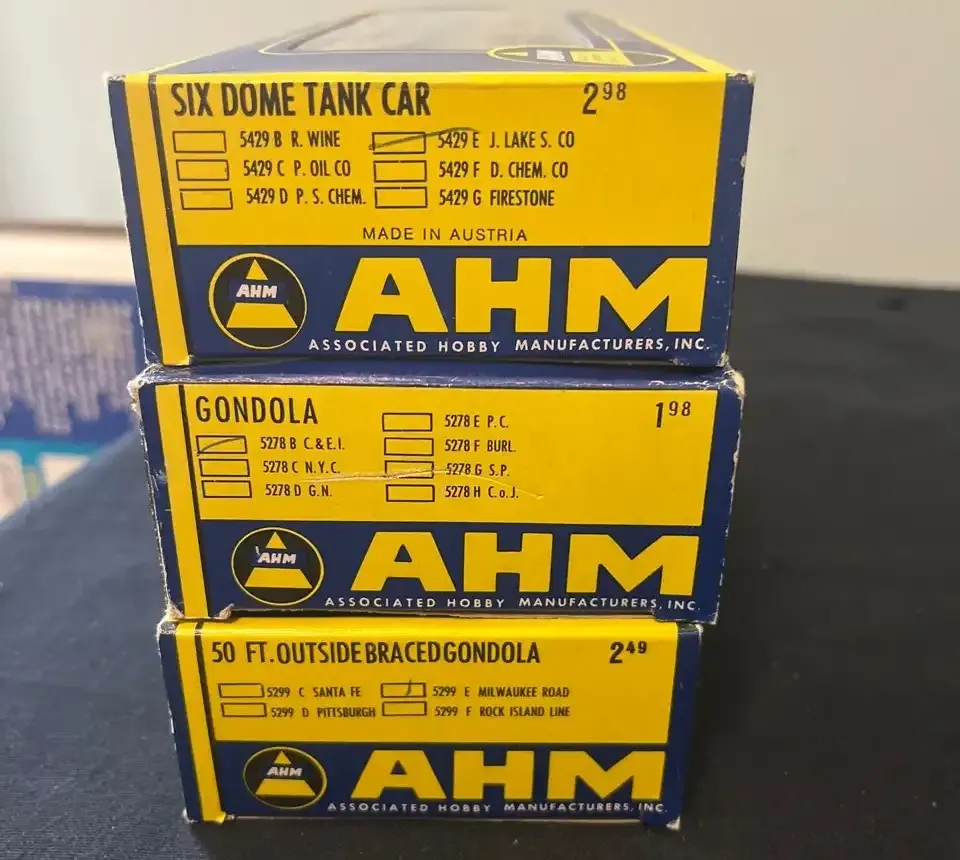 AHM
SIX DOME TANK CAR 2 98
5429 B R. WINE 5429 E J. LAKE S. CO
5429 C P. OIL CO 5429 F D. CHEM. CO
5429 D P. S. CHEM. 5429 G FIRESTONE
MADE IN AUSTRIA
AHM AHM
ASSOCIATED HOBBY MANUFACTURERS, INC.
GONDOLA 1 98
5278 E P.C.
5278 B C.&E.I. 5278 F BURL.
5278 C N.Y.C. 5278 G S.P.
5278 D G.N. 5278 H C.o.J.
AHM AHM
ASSOCIATED HOBBY MANUFACTURERS, INC.
50 FT. OUTSIDE BRACED GONDOLA 2 49
5299 C SANTA FE 5299 E MILWAUKEE ROAD
5299 D PITTSBURGH 5299 F ROCK ISLAND LINE
AHM AHM
ASSOCIATED HOBBY MANUFACTURERS, INC.